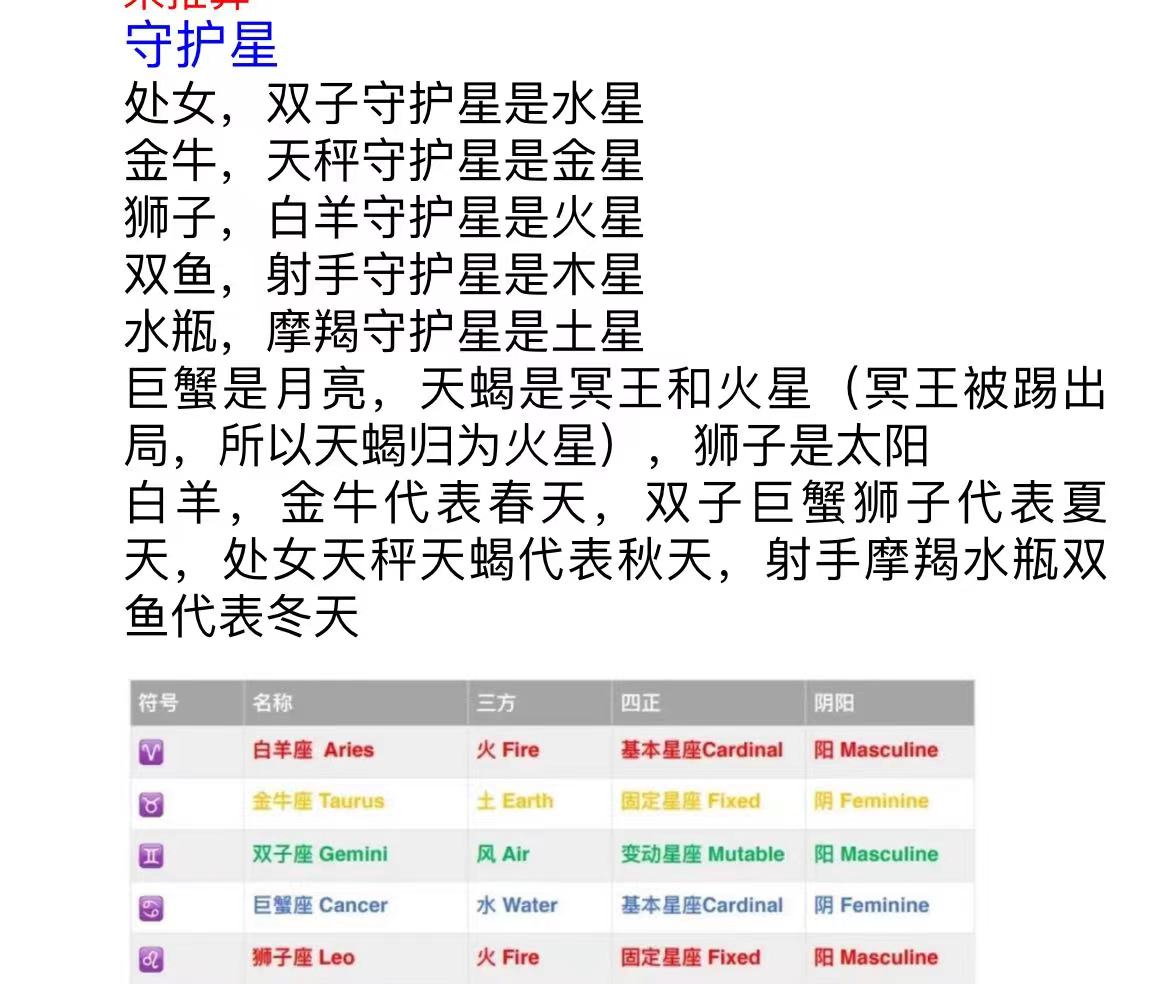 守护星
处女，双子守护星是水星
金牛，天秤守护星是金星
狮子，白羊守护星是火星
双鱼，射手守护星是木星
水瓶，摩羯守护星是土星
巨蟹是月亮，天蝎是冥王和火星（冥王被踢出
局，所以天蝎归为火星），狮子是太阳
白羊，金牛代表春天，双子巨蟹狮子代表夏
天，处女天秤天蝎代表秋天，射手摩羯水瓶双
鱼代表冬天
符号 名称 三方 四正 阴阳
♈ 白羊座 Aries 火 Fire 基本星座Cardinal 阳 Masculine
♉ 金牛座 Taurus 土 Earth 固定星座 Fixed 阴 Feminine
♊ 双子座 Gemini 风 Air 变动星座 Mutable 阳 Masculine
♋ 巨蟹座 Cancer 水 Water 基本星座Cardinal 阴 Feminine
♌ 狮子座 Leo 火 Fire 固定星座 Fixed 阳 Masculine